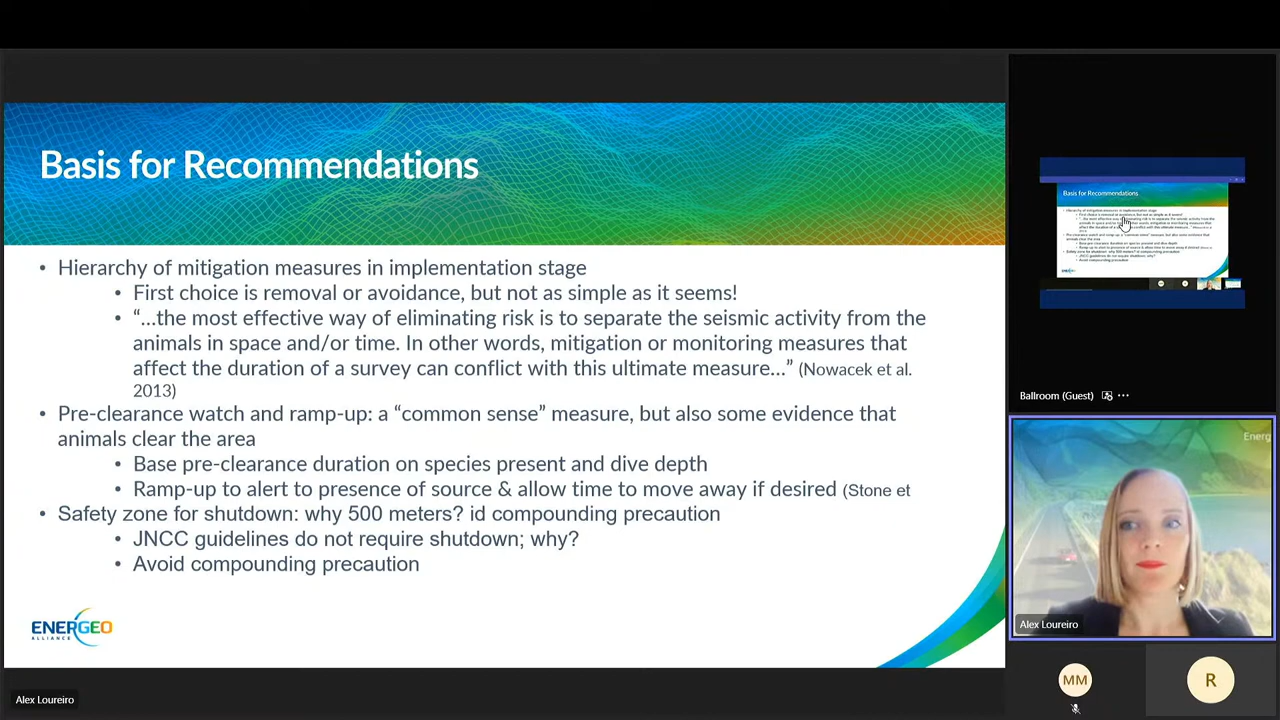 Basis for Recommendations
• Hierarchy of mitigation measures in implementation stage
• First choice is removal or avoidance, but not as simple as it seems!
• “…the most effective way of eliminating risk is to separate the seismic activity from the
animals in space and/or time. In other words, mitigation or monitoring measures that
affect the duration of a survey can conflict with this ultimate measure…” (Nowacek et al.
2013)
• Pre-clearance watch and ramp-up: a “common sense” measure, but also some evidence that
animals clear the area
• Base pre-clearance duration on species present and dive depth
• Ramp-up to alert to presence of source & allow time to move away if desired (Stone et
• Safety zone for shutdown: why 500 meters? id compounding precaution
• JNCC guidelines do not require shutdown; why?
• Avoid compounding precaution
ENERGEO
ALLIANCE
Alex Loureiro
Basis for Recommendations
Ballroom (Guest)
Energ
Alex Loureiro
MM
R